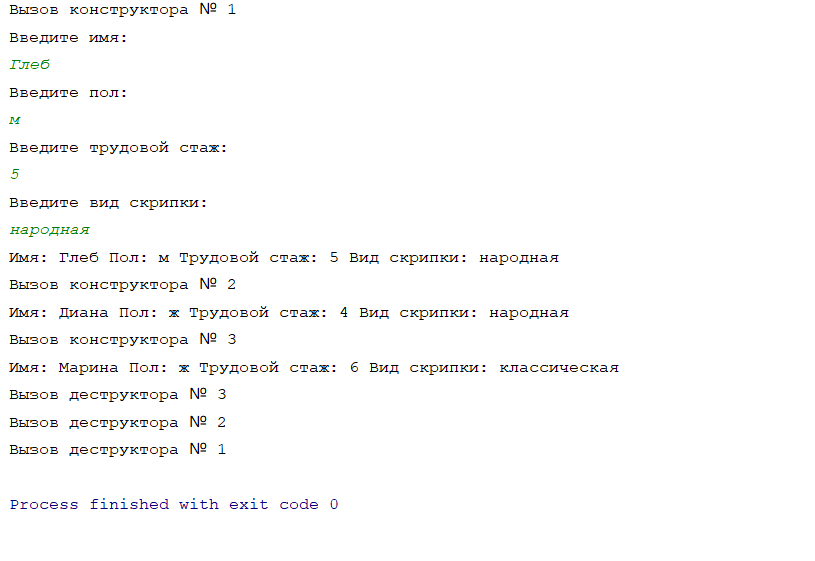 Вызов конструктора № 1
Введите имя:
Глеб
Введите пол:
м
Введите трудовой стаж:
5
Введите вид скрипки:
народная
Имя: Глеб Пол: м Трудовой стаж: 5 Вид скрипки: народная
Вызов конструктора № 2
Имя: Диана Пол: ж Трудовой стаж: 4 Вид скрипки: народная
Вызов конструктора № 3
Имя: Марина Пол: ж Трудовой стаж: 6 Вид скрипки: классическая
Вызов деструктора № 3
Вызов деструктора № 2
Вызов деструктора № 1
Process finished with exit code 0